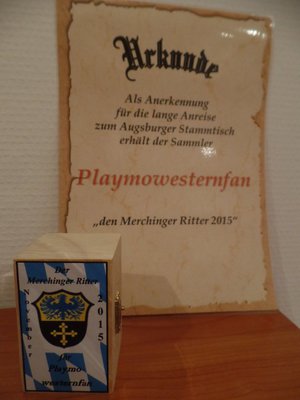 Urkunde
Als Anerkennung
für die lange Anreise
zum Augsburger Stammtisch
erhält der Sammler
Playmowesternfan
„den Merchinger Ritter 2015“
Der
Merchinger Ritter
November
2015
für
Playmo-
westernfan